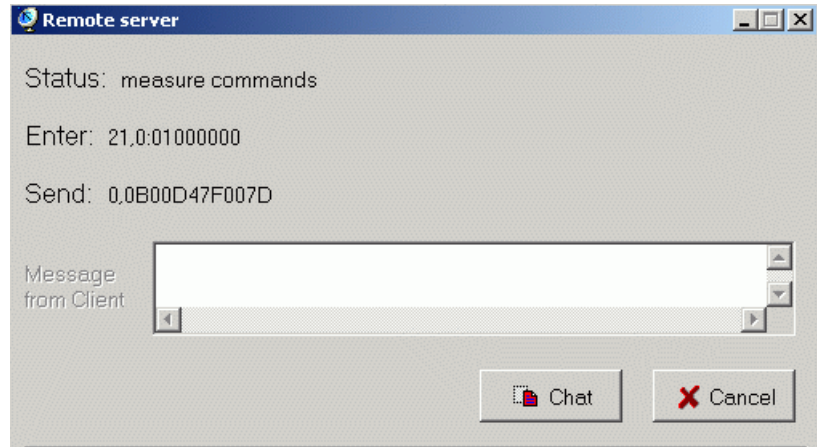 Remote server
Status: measure commands
Enter: 21,0:01000000
Send: 0,0B00D47F007D
Message
from Client
Chat
Cancel